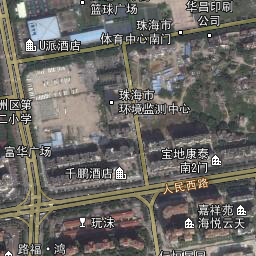 篮球广场
华昌印刷
公司
珠海市
体育中心南门
U派酒店
珠海市
环境监测中心
州区第
二小学
富华广场
千鹏酒店
宝地康泰
南2门
人民西路
玩沫
嘉祥苑
海悦云天
路福·鸿